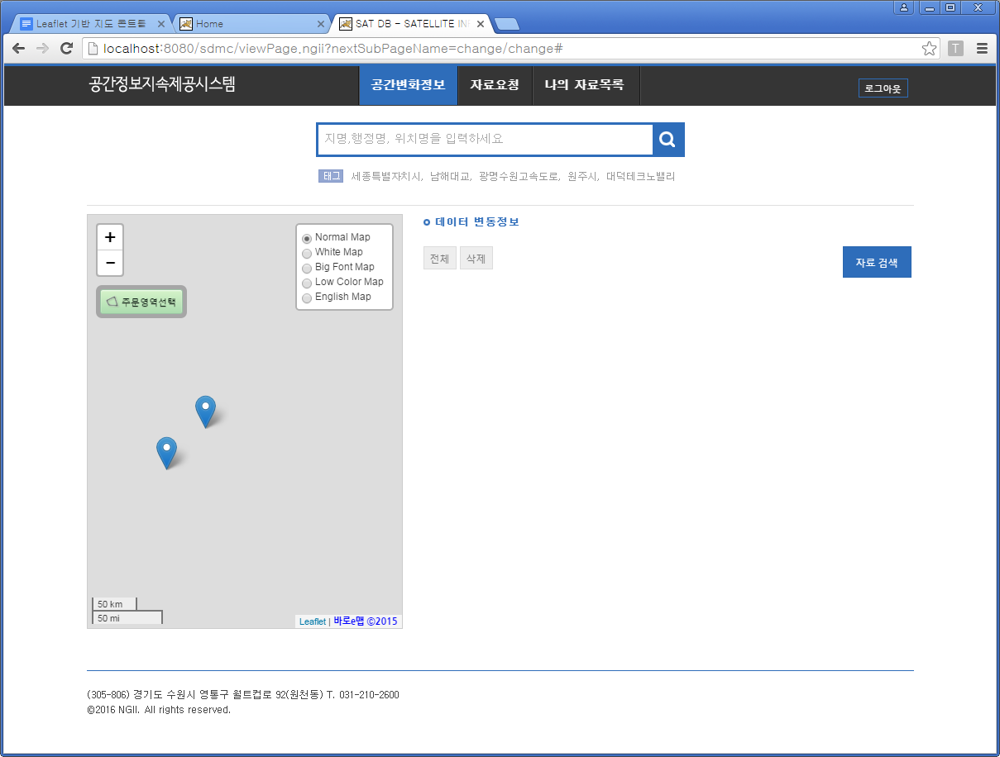 Leaflet 기반 지도 콘트롤
Home
SAT DB - SATELLITE IN
localhost:8080/sdmc/viewPage.ngii?nextSubPageName=change/change#
T
공간정보지속제공시스템
공간변화정보
자료요청
나의 자료목록
로그아웃
지명,행정명, 위치명을 입력하세요
태그 세종특별자치시, 남해대교, 광명수원고속도로, 원주시, 대덕테크노밸리
+
−
Normal Map
White Map
Big Font Map
Low Color Map
English Map
주문영역선택
50 km
50 mi
Leaflet | 바로e맵 ©2015
데이터 변동정보
전체
삭제
자료 검색
(305-806) 경기도 수원시 영통구 월트컵로 92(원천동) T. 031-210-2600
©2016 NGII. All rights reserved.